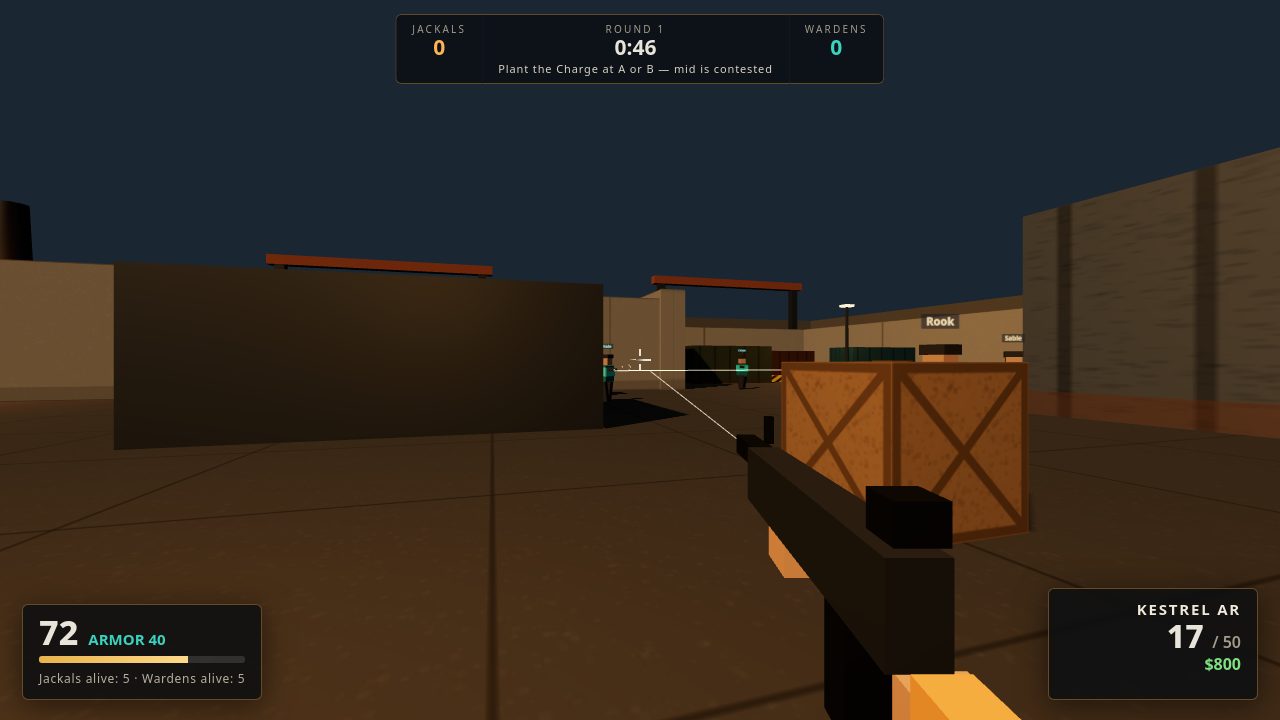 JACKALS
0
ROUND 1
0:46
Plant the Charge at A or B — mid is contested
WARDENS
0
Rook
Sable
72 ARMOR 40
Jackals alive: 5 · Wardens alive: 5
KESTREL AR
17 / 50
$800